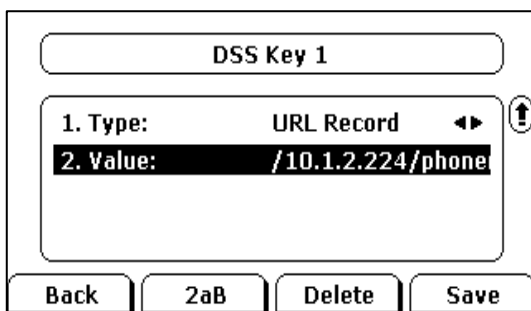 DSS Key 1
1. Type: URL Record
2. Value: /10.1.2.224/phone
Back 2aB Delete Save